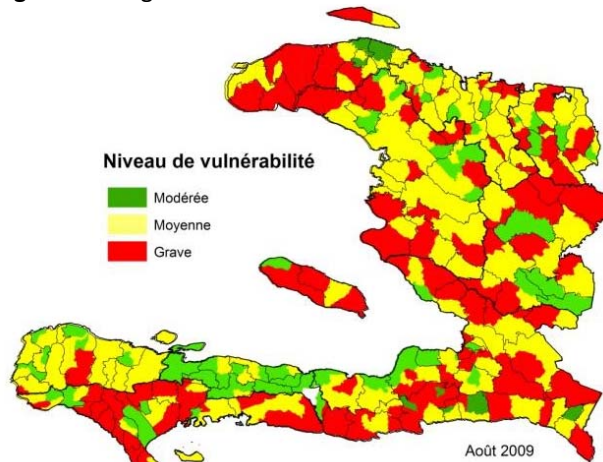 Niveau de vulnérabilité
Modérée
Moyenne
Grave
Août 2009